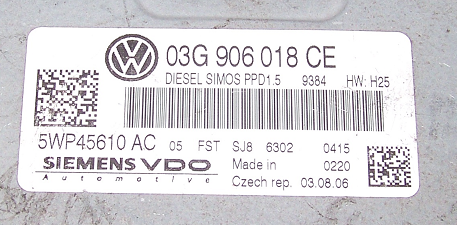 03G 906 018 CE
DIESEL SIMOS PPD1.5 9384 HW: H25
5WP45610 AC 05 FST SJ8 6302 0415
SIEMENS VDO Made in 0220
Automotive Czech rep. 03.08.06